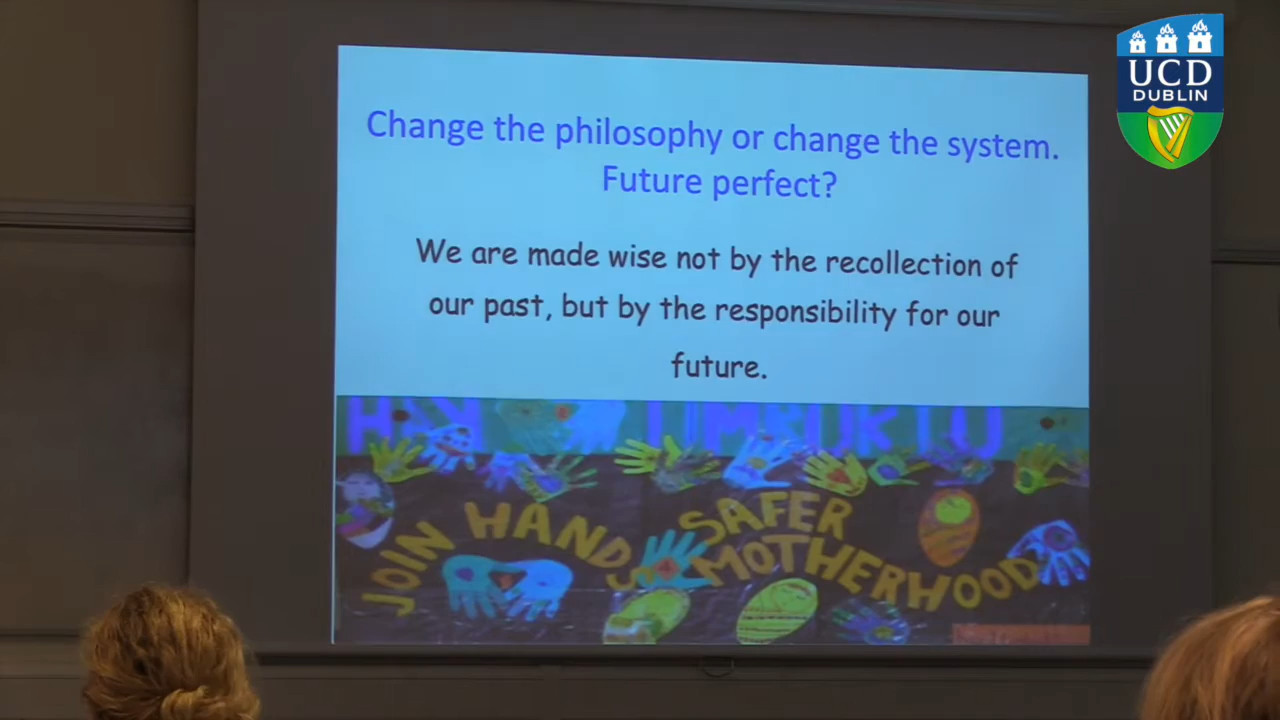 UCD
DUBLIN
Change the philosophy or change the system.
Future perfect?
We are made wise not by the recollection of
our past, but by the responsibility for our
future.
JOIN HANDS
SAFER
MOTHERHOOD